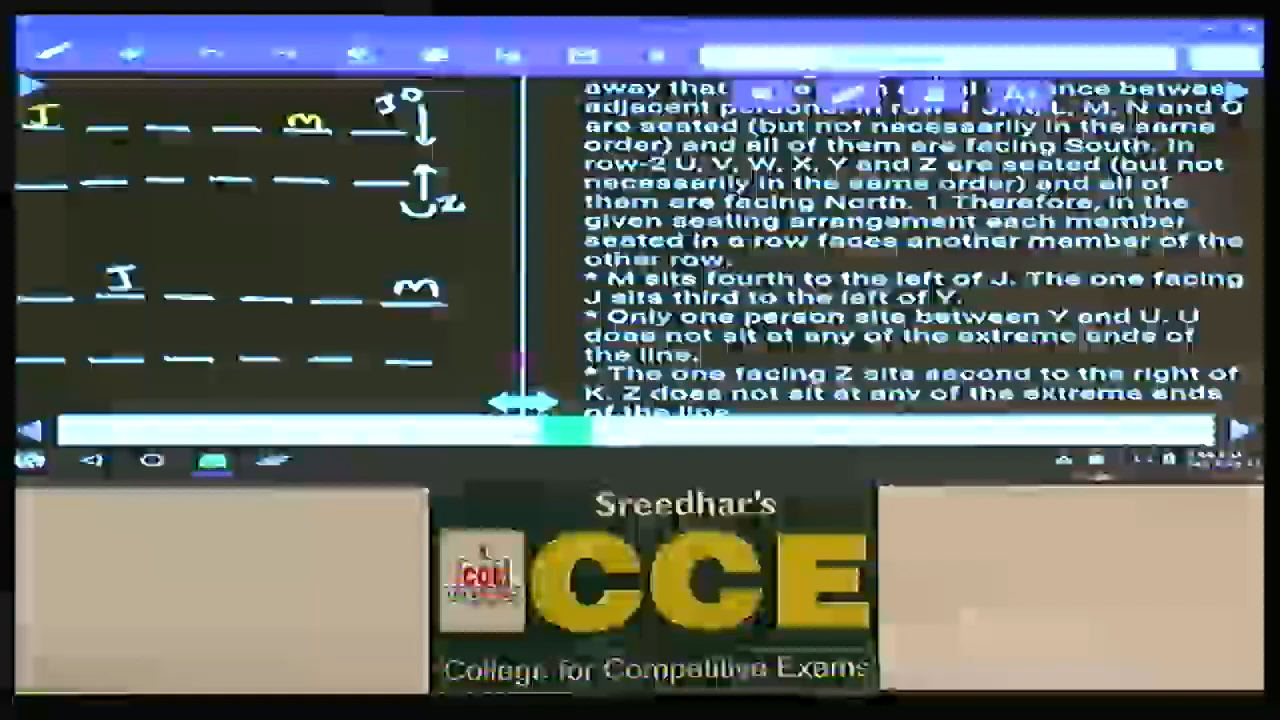 J M J O
Z
J M
away that
adjacent
L, M, N and O
are seated (but not necessarily in the same
order) and all of them are facing South. In
row-2 U, V, W, X, Y and Z are seated (but not
necessarily in the same order) and all of
them are facing North. 1 Therefore, in the
given seating arrangement each member
seated in a row faces another member of the
other row.
* M sits fourth to the left of J. The one facing
J sits third to the left of Y.
* Only one person sits between Y and U. U
does not sit at any of the extreme ends of
the line.
* The one facing Z sits second to the right of
K. Z does not sit at any of the extreme ends
of the line
Sreedhar's
CCE
College for Competitive Exams